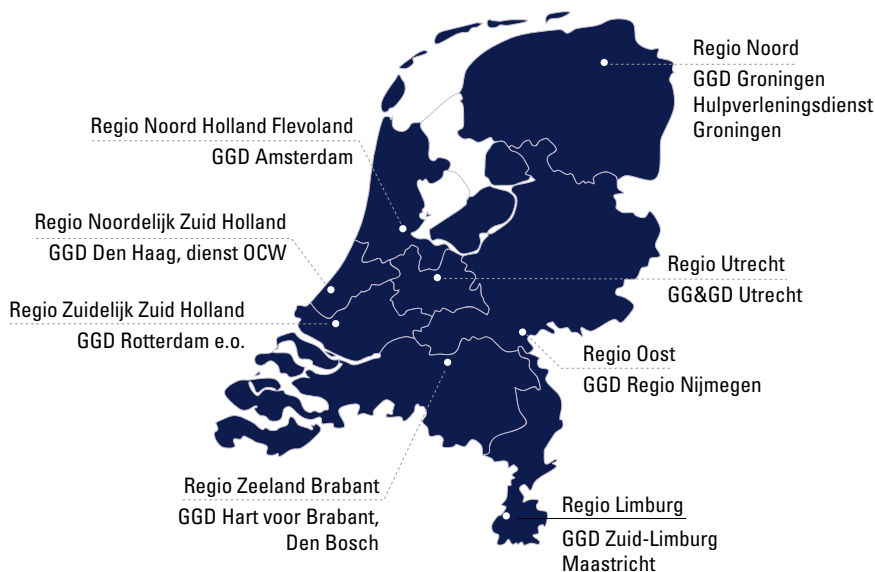 Regio Noord
GGD Groningen
Hulpverleningsdienst
Groningen
Regio Noord Holland Flevoland
GGD Amsterdam
Regio Noordelijk Zuid Holland
GGD Den Haag, dienst OCW
Regio Zuidelijk Zuid Holland
GGD Rotterdam e.o.
Regio Utrecht
GG&GD Utrecht
Regio Oost
GGD Regio Nijmegen
Regio Zeeland Brabant
GGD Hart voor Brabant,
Den Bosch
Regio Limburg
GGD Zuid-Limburg
Maastricht